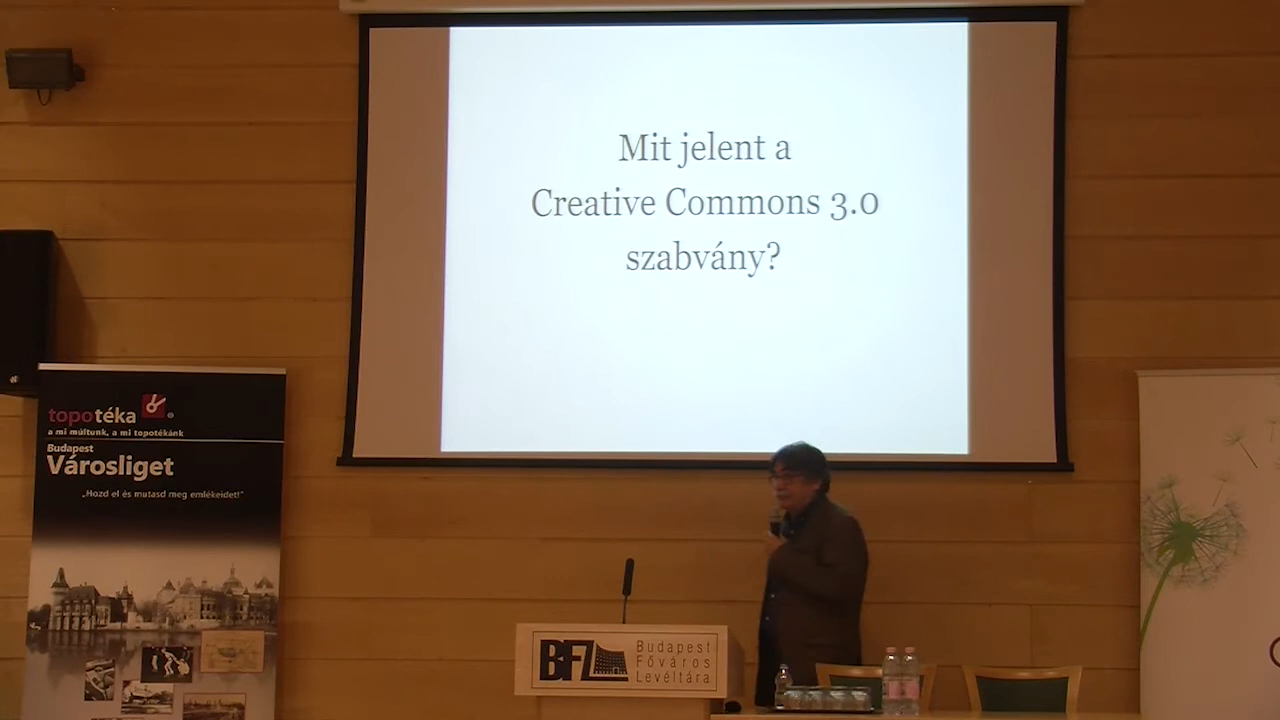 Mit jelent a
Creative Commons 3.0
szabvány?
topotéka ®
a mi múltunk, a mi topotékánk
Budapest
Városliget
„Hozd el és mutasd meg emlékeidet!”
BFL
Budapest
Főváros
Levéltára